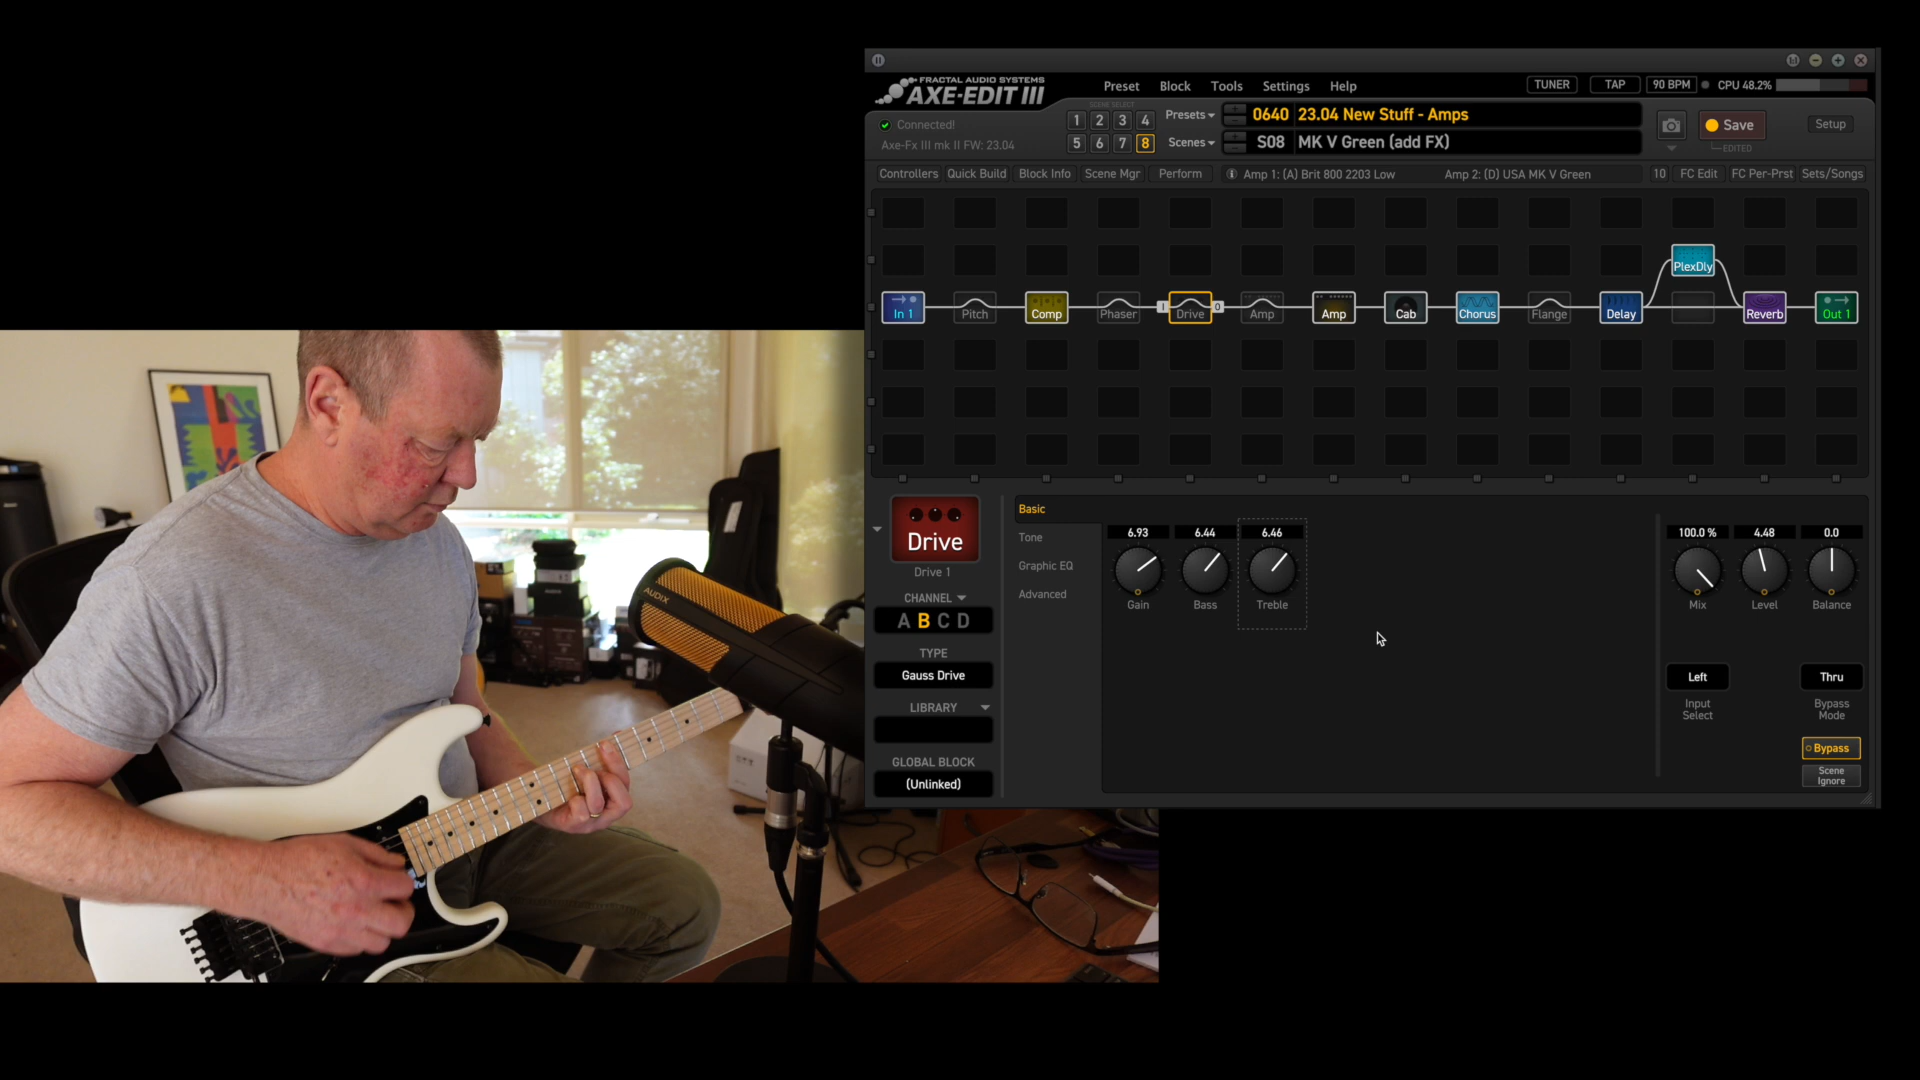 FRACTAL AUDIO SYSTEMS
AXE-EDIT III
Preset Block Tools Settings Help
TUNER TAP 90 BPM CPU 48.2%
Connected!
Axe-Fx III mk II FW: 23.04
SCENE SELECT
1 2 3 4
5 6 7 8
Presets 0640 23.04 New Stuff - Amps
Scenes S08 MK V Green (add FX)
Save
EDITED
Setup
Controllers Quick Build Block Info Scene Mgr Perform
Amp 1: (A) Brit 800 2203 Low Amp 2: (D) USA MK V Green
10 FC Edit FC Per-Prst Sets/Songs
PlexDly
In 1 Pitch Comp Phaser I Drive O Amp Amp Cab Chorus Flange Delay Reverb Out 1
Drive
Drive 1
CHANNEL
A B C D
TYPE
Gauss Drive
LIBRARY
GLOBAL BLOCK
(Unlinked)
Basic
Tone
Graphic EQ
Advanced
6.93 6.44 6.46
Gain Bass Treble
100.0 % 4.48 0.0
Mix Level Balance
Left Thru
Input Select
Bypass Mode
Bypass
Scene Ignore
AUDIX